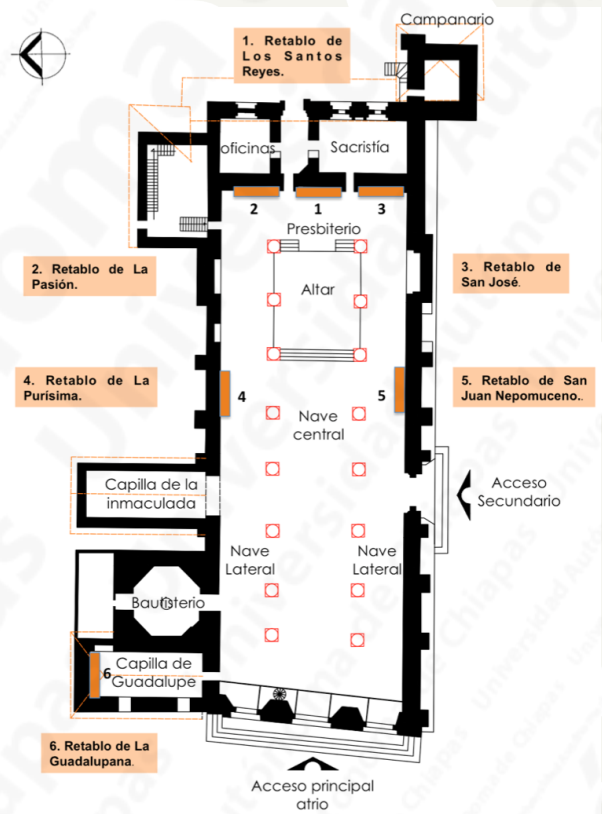 Campanario
1. Retablo de
Los Santos
Reyes.
oficinas
Sacristía
2
1
3
Presbiterio
2. Retablo de La
Pasión.
Altar
3. Retablo de
San José.
4. Retablo de La
Purísima.
4
5
5. Retablo de San
Juan Nepomuceno..
Nave
central
Capilla de la
inmaculada
Acceso
Secundario
Nave
Lateral
Nave
Lateral
Bautisterio
6
Capilla de
Guadalupe
6. Retablo de La
Guadalupana.
Acceso principal
atrio